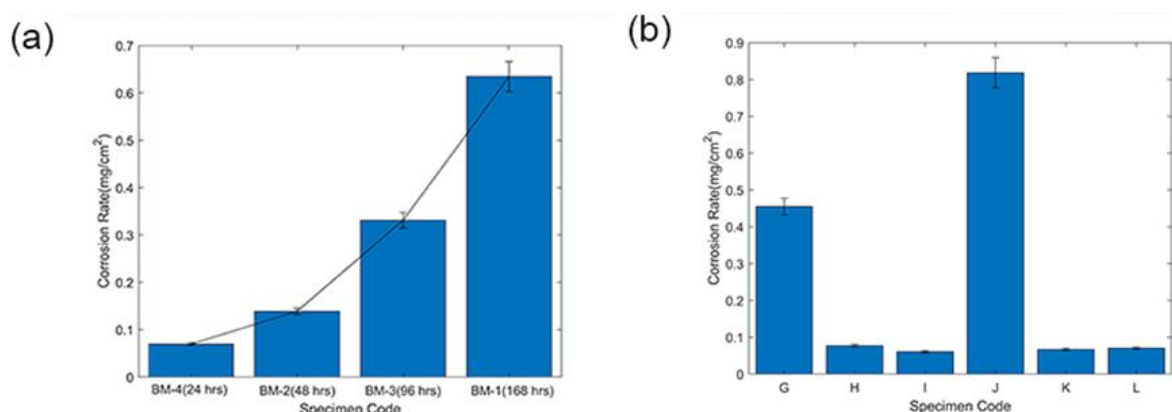 (a)
0.7
0.6
0.5
0.4
0.3
0.2
0.1
0
Corrosion Rate(mg/cm²)
BM-4(24 hrs) BM-2(48 hrs) BM-3(96 hrs) BM-1(168 hrs)
Specimen Code
(b)
0.9
0.8
0.7
0.6
0.5
0.4
0.3
0.2
0.1
0
Corrosion Rate(mg/cm²)
G H I J K L
Specimen Code